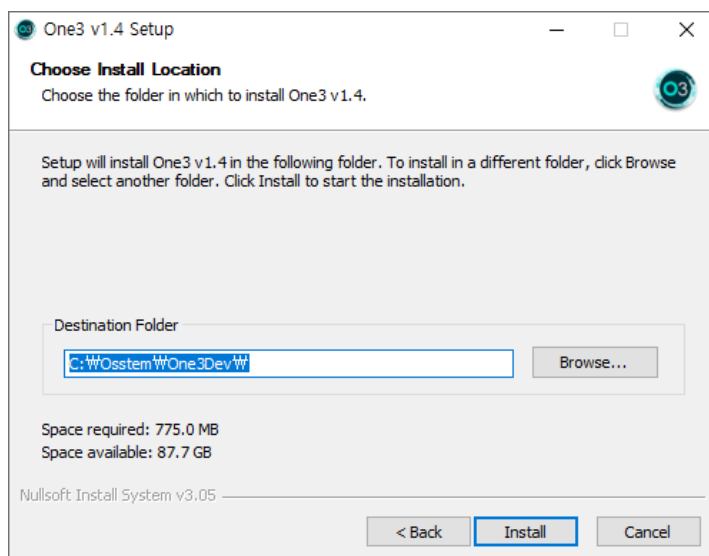 One3 v1.4 Setup
Choose Install Location
Choose the folder in which to install One3 v1.4.
O3
Setup will install One3 v1.4 in the following folder. To install in a different folder, click Browse
and select another folder. Click Install to start the installation.
Destination Folder
C:₩Osstem₩One3Dev₩
Browse...
Space required: 775.0 MB
Space available: 87.7 GB
Nullsoft Install System v3.05
< Back
Install
Cancel